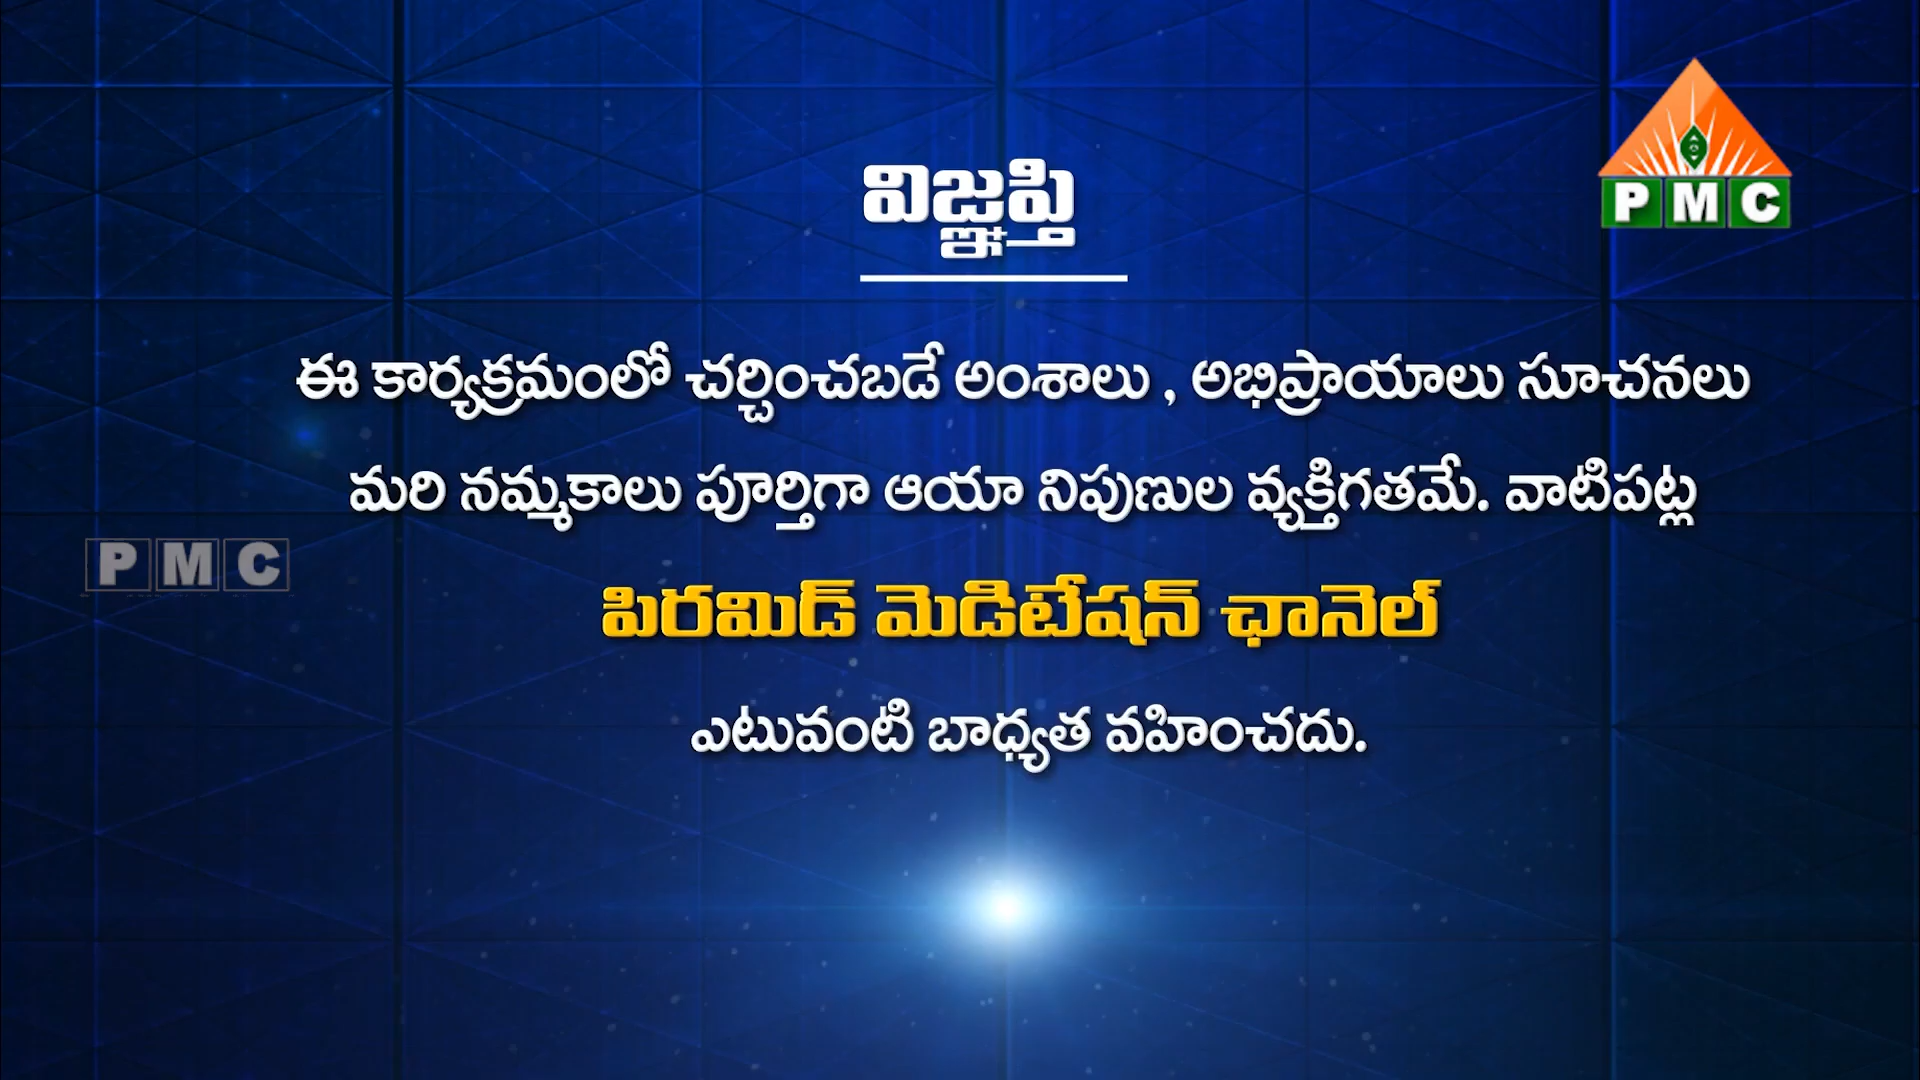 PMC
విజ్ఞప్తి
ఈ కార్యక్రమంలో చర్చించబడే అంశాలు , అభిప్రాయాలు సూచనలు
మరి నమ్మకాలు పూర్తిగా ఆయా నిపుణుల వ్యక్తిగతమే. వాటిపట్ల
PMC
పిరమిడ్ మెడిటేషన్ ఛానెల్
ఎటువంటి బాధ్యత వహించదు.